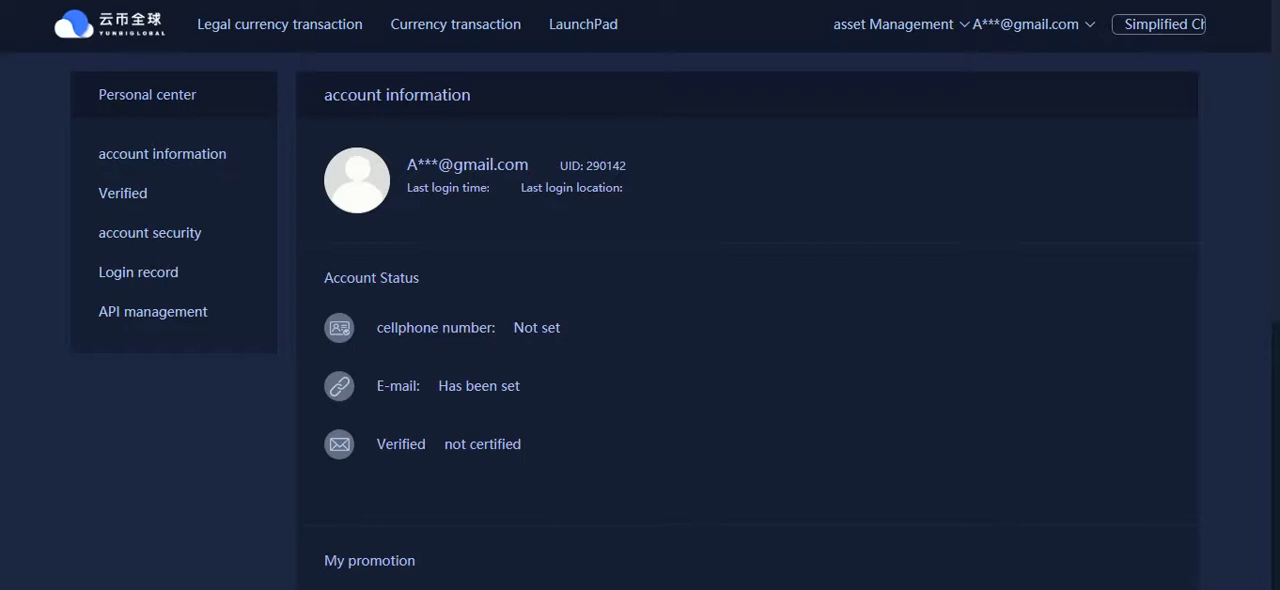 云币全球
YUNBIGLOBAL
Legal currency transaction
Currency transaction
LaunchPad
asset Management
A***@gmail.com
Simplified Ch
Personal center
account information
Verified
account security
Login record
API management
account information
A***@gmail.com
UID: 290142
Last login time:
Last login location:
Account Status
cellphone number: Not set
E-mail: Has been set
Verified not certified
My promotion